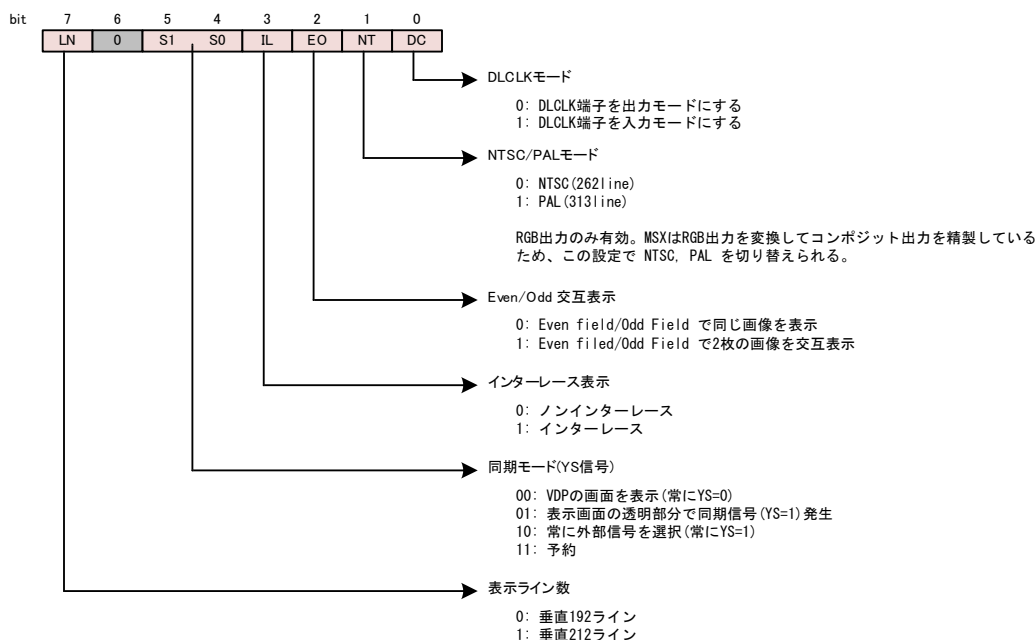 bit 7 6 5 4 3 2 1 0
LN 0 S1 S0 IL EO NT DC
DLCLKモード
0: DLCLK端子を出力モードにする
1: DLCLK端子を入力モードにする
NTSC/PALモード
0: NTSC(262line)
1: PAL(313line)
RGB出力のみ有効。MSXはRGB出力を変換してコンポジット出力を精製している
ため、この設定で NTSC, PAL を切り替えられる。
Even/Odd 交互表示
0: Even field/Odd Field で同じ画像を表示
1: Even filed/Odd Field で2枚の画像を交互表示
インターレース表示
0: ノンインターレース
1: インターレース
同期モード(YS信号)
00: VDPの画面を表示(常にYS=0)
01: 表示画面の透明部分で同期信号(YS=1)発生
10: 常に外部信号を選択(常にYS=1)
11: 予約
表示ライン数
0: 垂直192ライン
1: 垂直212ライン